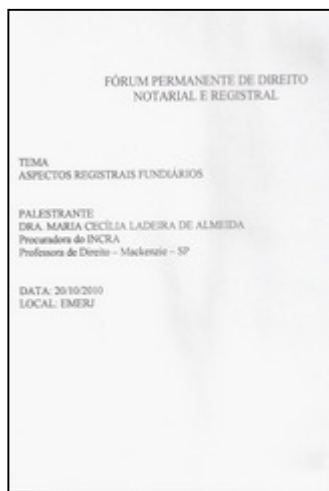 FÓRUM PERMANENTE DE DIREITO
NOTARIAL E REGISTRAL
TEMA
ASPECTOS REGISTRAIS FUNDIÁRIOS
PALESTRANTE
DRA. MARIA CECÍLIA LADEIRA DE ALMEIDA
Procuradora do INCRA
Professora de Direito – Mackenzie – SP
DATA: 20/10/2010
LOCAL: EMERJ